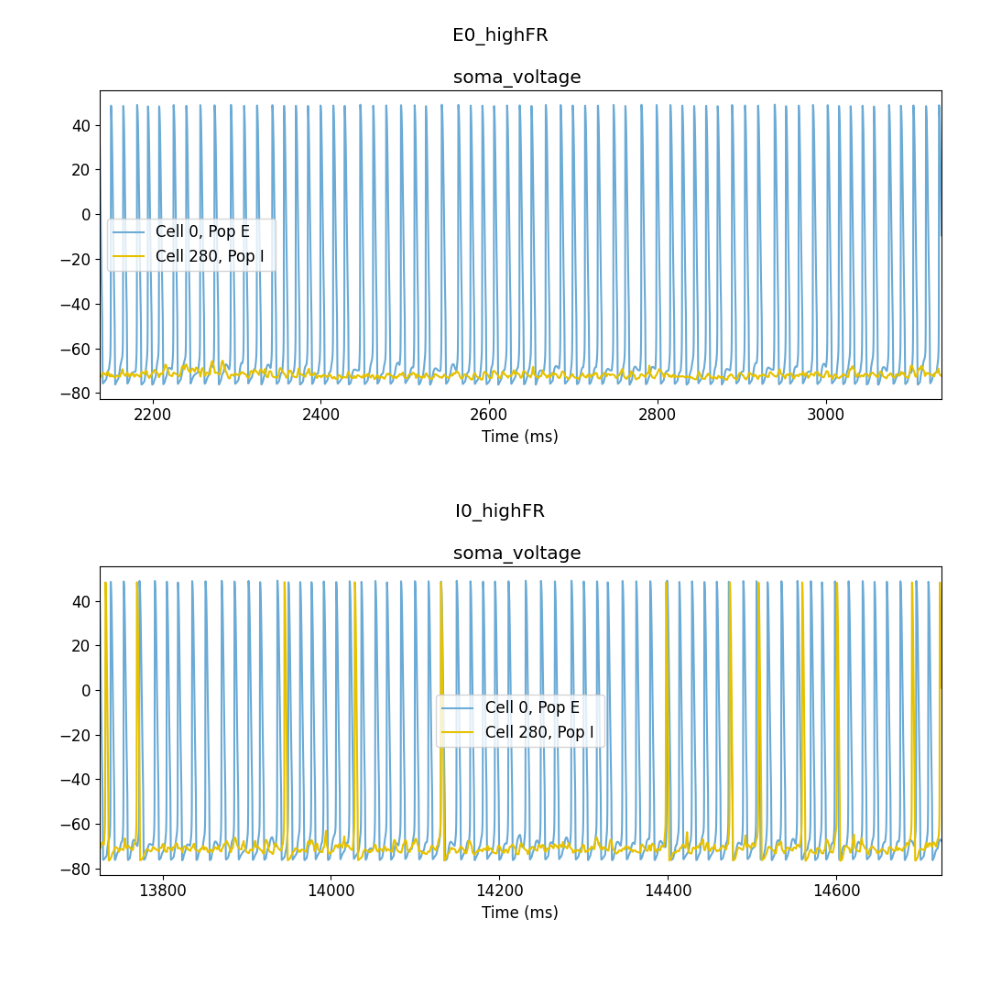 E0_highFR
soma_voltage
40
20
0
−20
−40
−60
−80
Cell 0, Pop E
Cell 280, Pop I
2200 2400 2600 2800 3000
Time (ms)
I0_highFR
soma_voltage
40
20
0
−20
−40
−60
−80
Cell 0, Pop E
Cell 280, Pop I
13800 14000 14200 14400 14600
Time (ms)